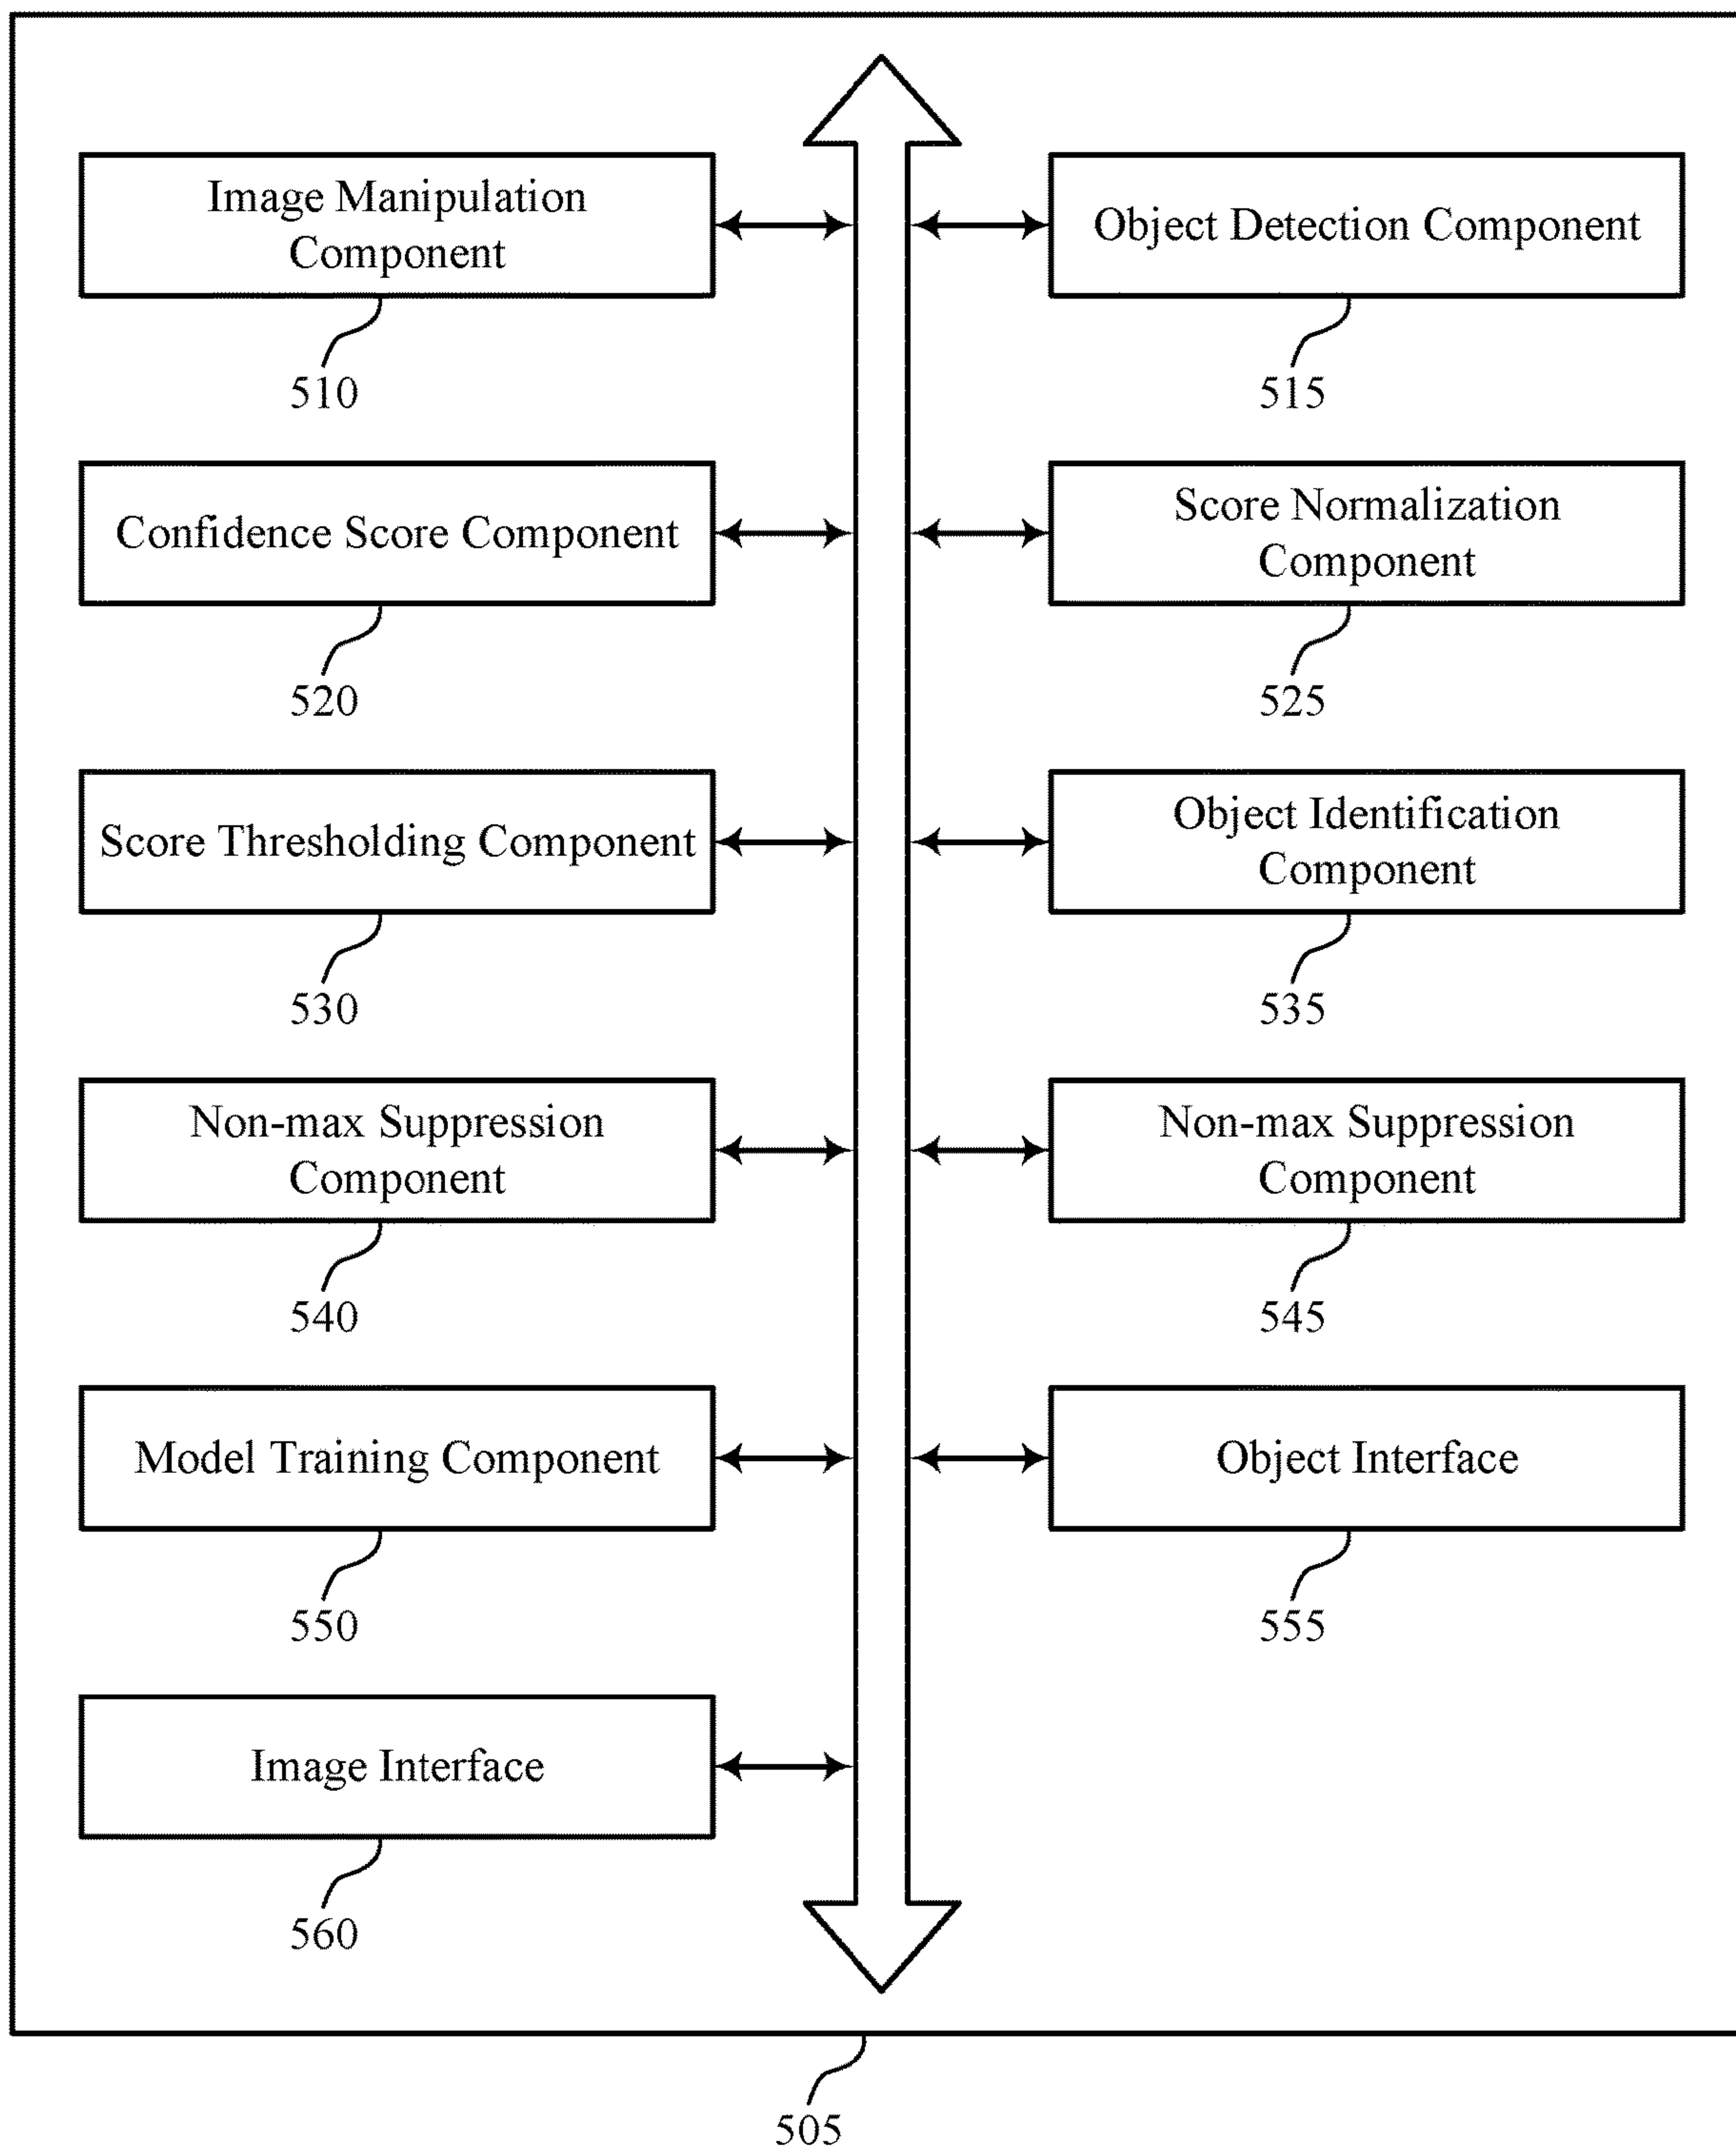 Image Manipulation
Component
510
Object Detection Component
515
Confidence Score Component
520
Score Normalization
Component
525
Score Thresholding Component
530
Object Identification
Component
535
Non-max Suppression
Component
540
Non-max Suppression
Component
545
Model Training Component
550
Object Interface
555
Image Interface
560
505